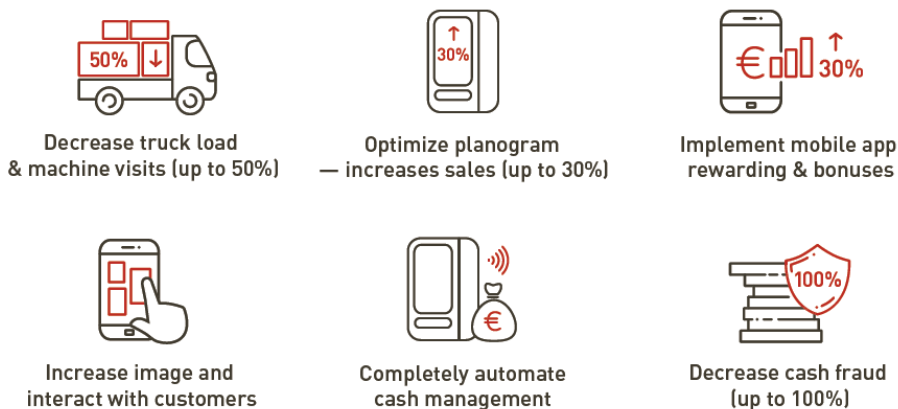 50% ↓
Decrease truck load
& machine visits (up to 50%)
↑
30%
Optimize planogram
— increases sales (up to 30%)
€ ↑
30%
Implement mobile app
rewarding & bonuses
Increase image and
interact with customers
€
Completely automate
cash management
100%
Decrease cash fraud
(up to 100%)